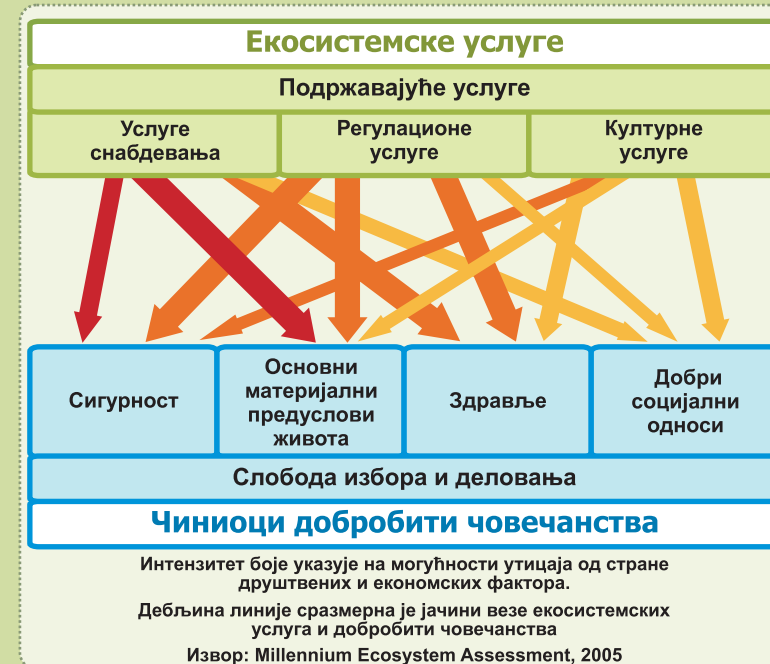 Екосистемске услуге
Подржавајуће услуге
Услуге
снабдевања
Регулационе
услуге
Културне
услуге
Сигурност
Основни
материјални
предуслови
живота
Здравље
Добри
социјални
односи
Слобода избора и деловања
Чиниоци добробити човечанства
Интензитет боје указује на могућности утицаја од стране
друштвених и економских фактора.
Дебљина линије сразмерна је јачини везе екосистемских
услуга и добробити човечанства
Извор: Millennium Ecosystem Assessment, 2005